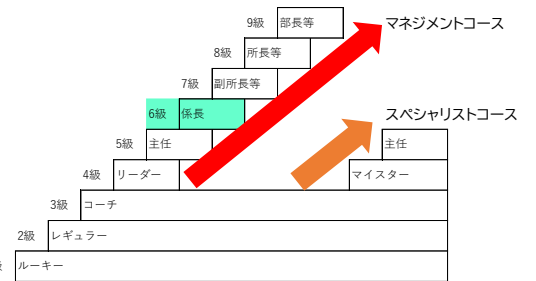 9級 部長等 マネジメントコース
8級 所長等
7級 副所長等
6級 係長 スペシャリストコース
5級 主任 主任
4級 リーダー マイスター
3級 コーチ
2級 レギュラー
級 ルーキー